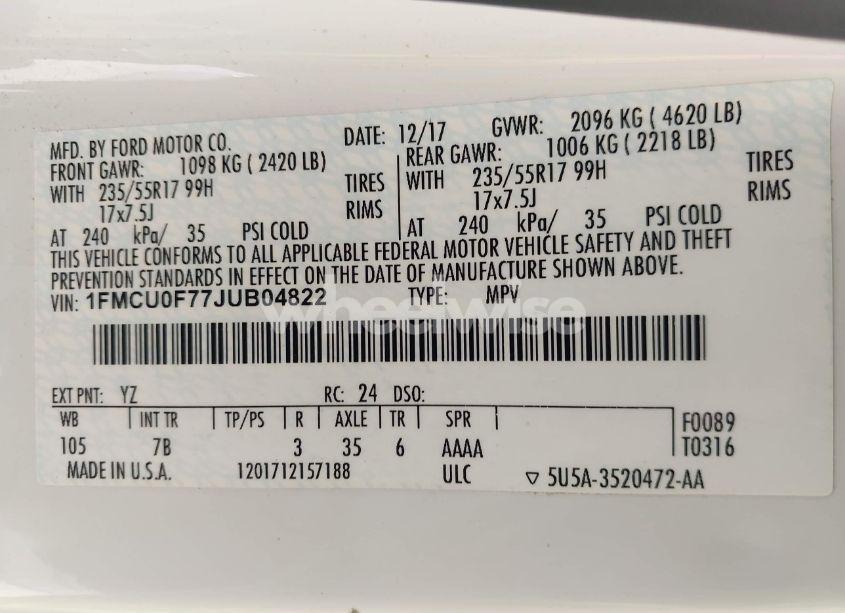 MFD. BY FORD MOTOR CO. DATE: 12/17 GVWR: 2096 KG ( 4620 LB)
FRONT GAWR: 1098 KG ( 2420 LB) REAR GAWR: 1006 KG ( 2218 LB)
WITH 235/55R17 99H TIRES WITH 235/55R17 99H TIRES
17x7.5J RIMS 17x7.5J RIMS
AT 240 kPa/ 35 PSI COLD AT 240 kPa/ 35 PSI COLD
THIS VEHICLE CONFORMS TO ALL APPLICABLE FEDERAL MOTOR VEHICLE SAFETY AND THEFT
PREVENTION STANDARDS IN EFFECT ON THE DATE OF MANUFACTURE SHOWN ABOVE.
VIN: 1FMCU0F77JUB04822 TYPE: MPV
wheelwise
EXT PNT: YZ RC: 24 DSO:
WB INT TR TP/PS R AXLE TR SPR F0089
105 7B 3 35 6 AAAA T0316
MADE IN U.S.A. 1201712157188 ULC ▽ 5U5A-3520472-AA